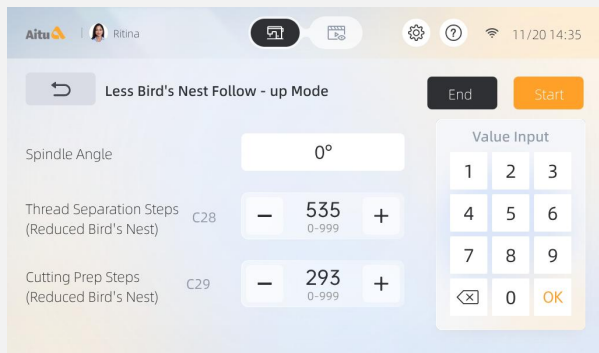 Aitu
Ritina
11/20 14:35
Less Bird's Nest Follow - up Mode
End
Start
Spindle Angle
0°
Value Input
1 2 3
Thread Separation Steps
(Reduced Bird's Nest)
C28
− 535 +
0-999
4 5 6
7 8 9
Cutting Prep Steps
(Reduced Bird's Nest)
C29
− 293 +
0-999
0 OK